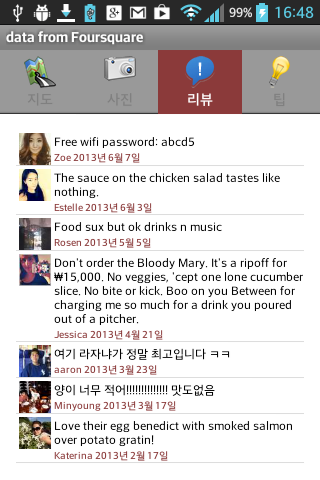 99% 16:48
data from Foursquare
지도 사진 리뷰 팁
Free wifi password: abcd5
Zoe 2013년 6월 7일
The sauce on the chicken salad tastes like
nothing.
Estelle 2013년 6월 3일
Food sux but ok drinks n music
Rosen 2013년 5월 5일
Don't order the Bloody Mary. It's a ripoff for
₩15,000. No veggies, 'cept one lone cucumber
slice. No bite or kick. Boo on you Between for
charging me so much for a drink you poured
out of a pitcher.
Jessica 2013년 4월 21일
여기 라자냐가 정말 최고입니다 ㅋㅋ
aaron 2013년 3월 23일
양이 너무 적어!!!!!!!!!!!!!! 맛도없음
Minyoung 2013년 3월 17일
Love their egg benedict with smoked salmon
over potato gratin!
Katerina 2013년 2월 17일